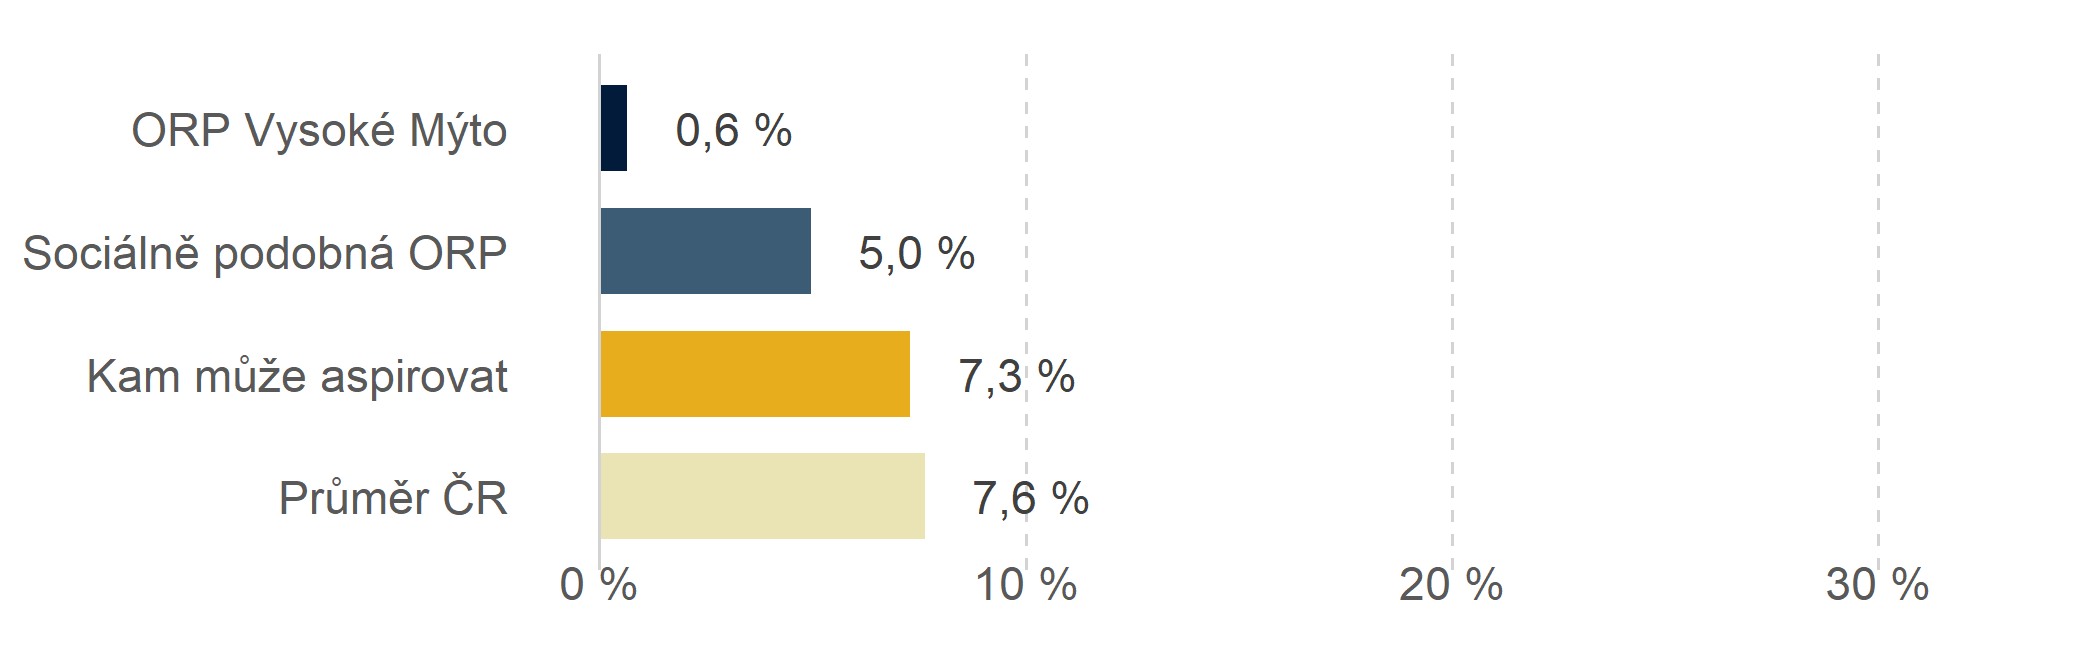 ORP Vysoké Mýto 0,6 %
Sociálně podobná ORP 5,0 %
Kam může aspirovat 7,3 %
Průměr ČR 7,6 %
0 % 10 % 20 % 30 %